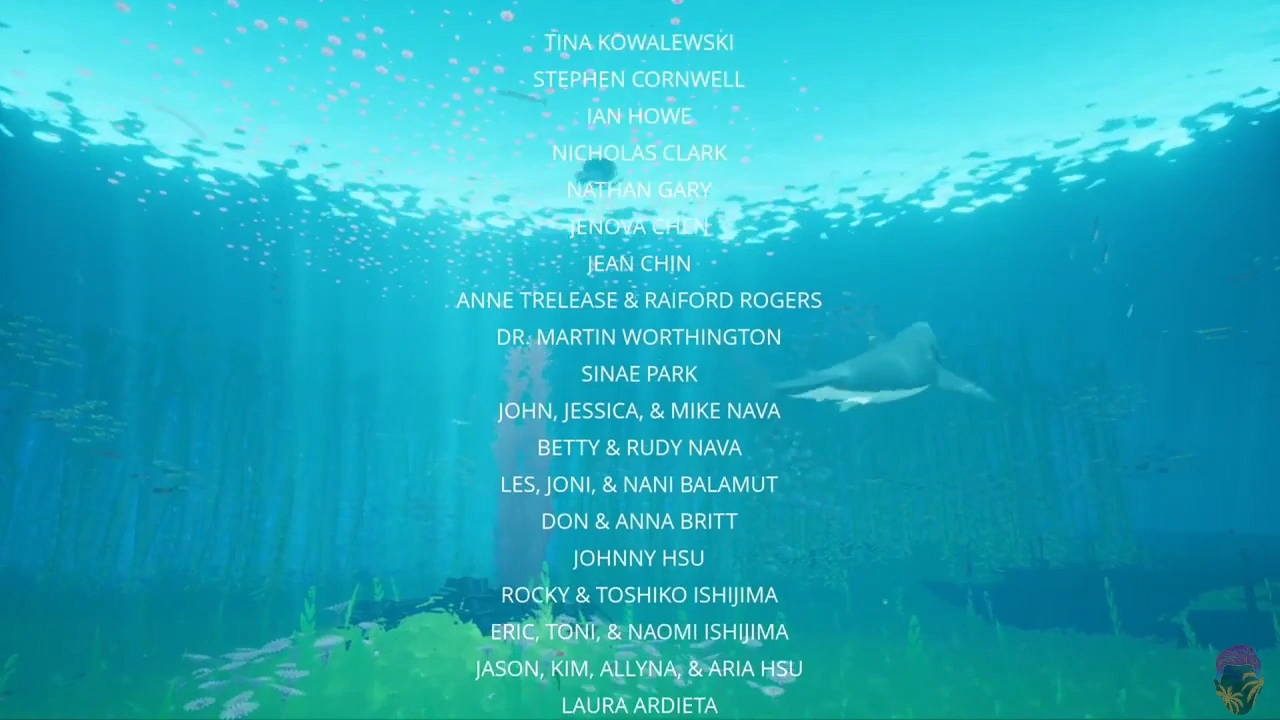 TINA KOWALEWSKI
STEPHEN CORNWELL
IAN HOWE
NICHOLAS CLARK
NATHAN GARY
JENOVA CHEN
JEAN CHIN
ANNE TRELEASE & RAIFORD ROGERS
DR. MARTIN WORTHINGTON
SINAE PARK
JOHN, JESSICA, & MIKE NAVA
BETTY & RUDY NAVA
LES, JONI, & NANI BALAMUT
DON & ANNA BRITT
JOHNNY HSU
ROCKY & TOSHIKO ISHIJIMA
ERIC, TONI, & NAOMI ISHIJIMA
JASON, KIM, ALLYNA, & ARIA HSU
LAURA ARDIETA